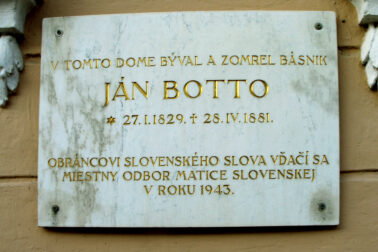 V TOMTO DOME BÝVAL A ZOMREL BÁSNIK
JÁN BOTTO
* 27. I. 1829. † 28. IV. 1881.
OBRANCOVI SLOVENSKÉHO SLOVA VĎAČÍ SA
MIESTNY ODBOR MATICE SLOVENSKEJ
V ROKU 1943.